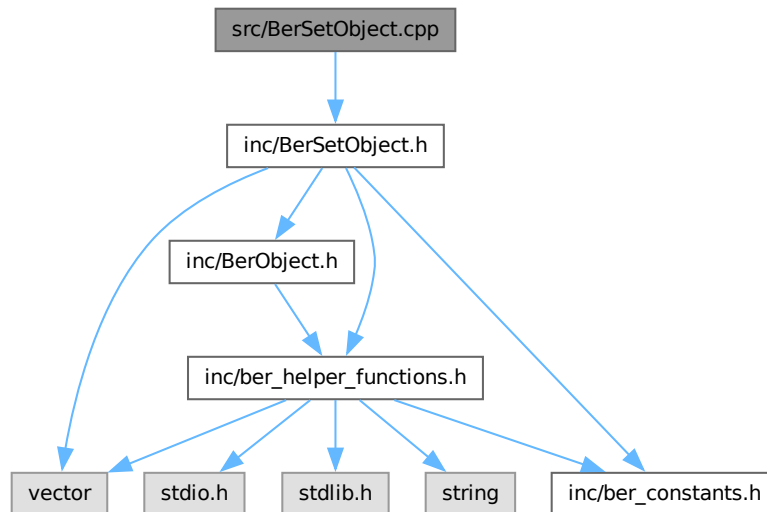 src/BerSetObject.cpp
inc/BerSetObject.h
inc/BerObject.h
inc/ber_helper_functions.h
vector
stdio.h
stdlib.h
string
inc/ber_constants.h